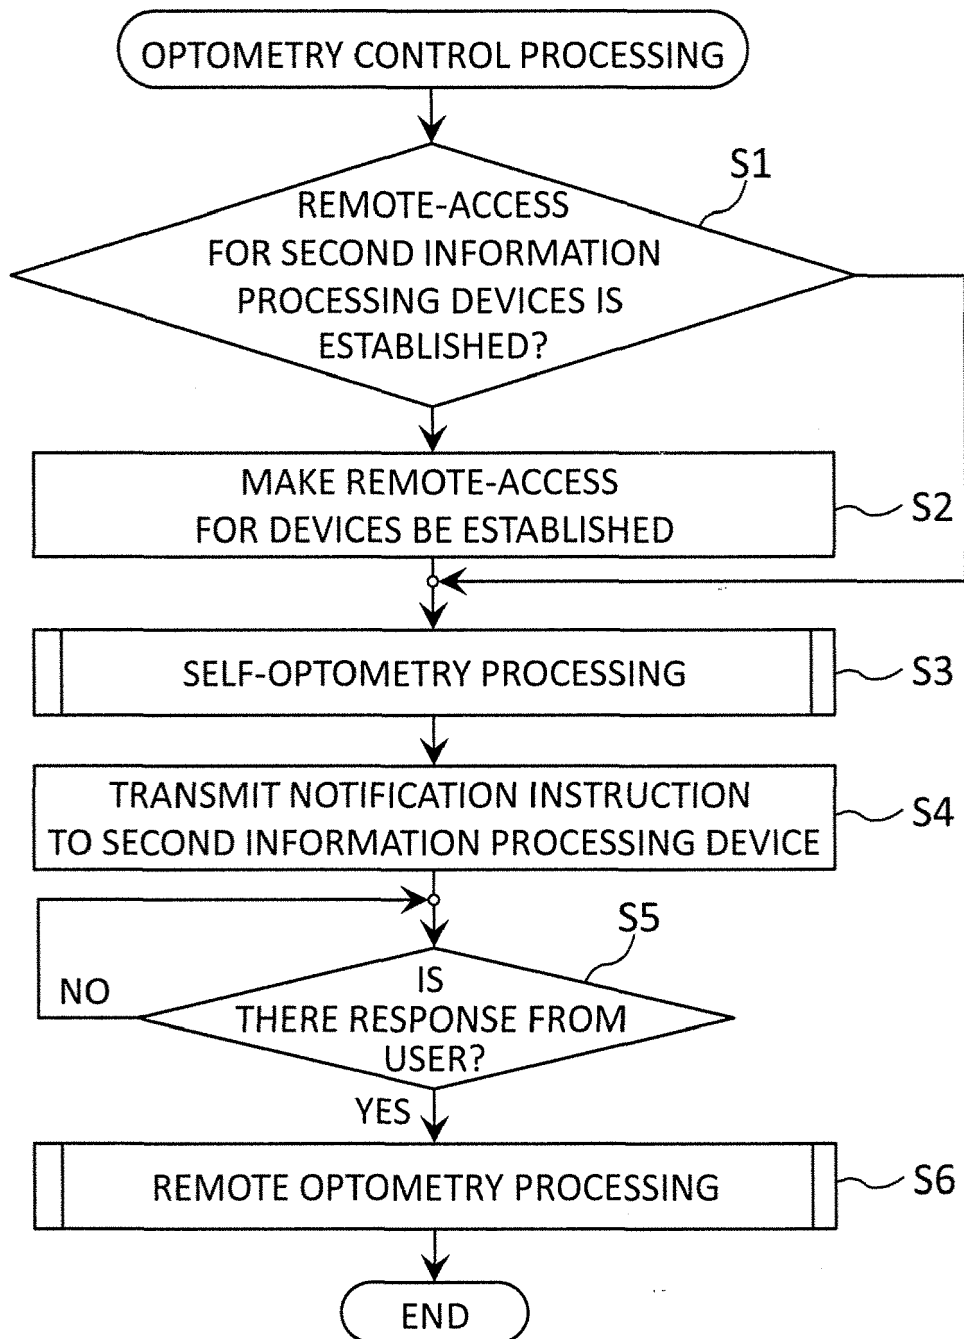 OPTOMETRY CONTROL PROCESSING
S1
REMOTE-ACCESS
FOR SECOND INFORMATION
PROCESSING DEVICES IS
ESTABLISHED?
MAKE REMOTE-ACCESS
FOR DEVICES BE ESTABLISHED
S2
SELF-OPTOMETRY PROCESSING
S3
TRANSMIT NOTIFICATION INSTRUCTION
TO SECOND INFORMATION PROCESSING DEVICE
S4
S5
IS
THERE RESPONSE FROM
USER?
NO
YES
REMOTE OPTOMETRY PROCESSING
S6
END